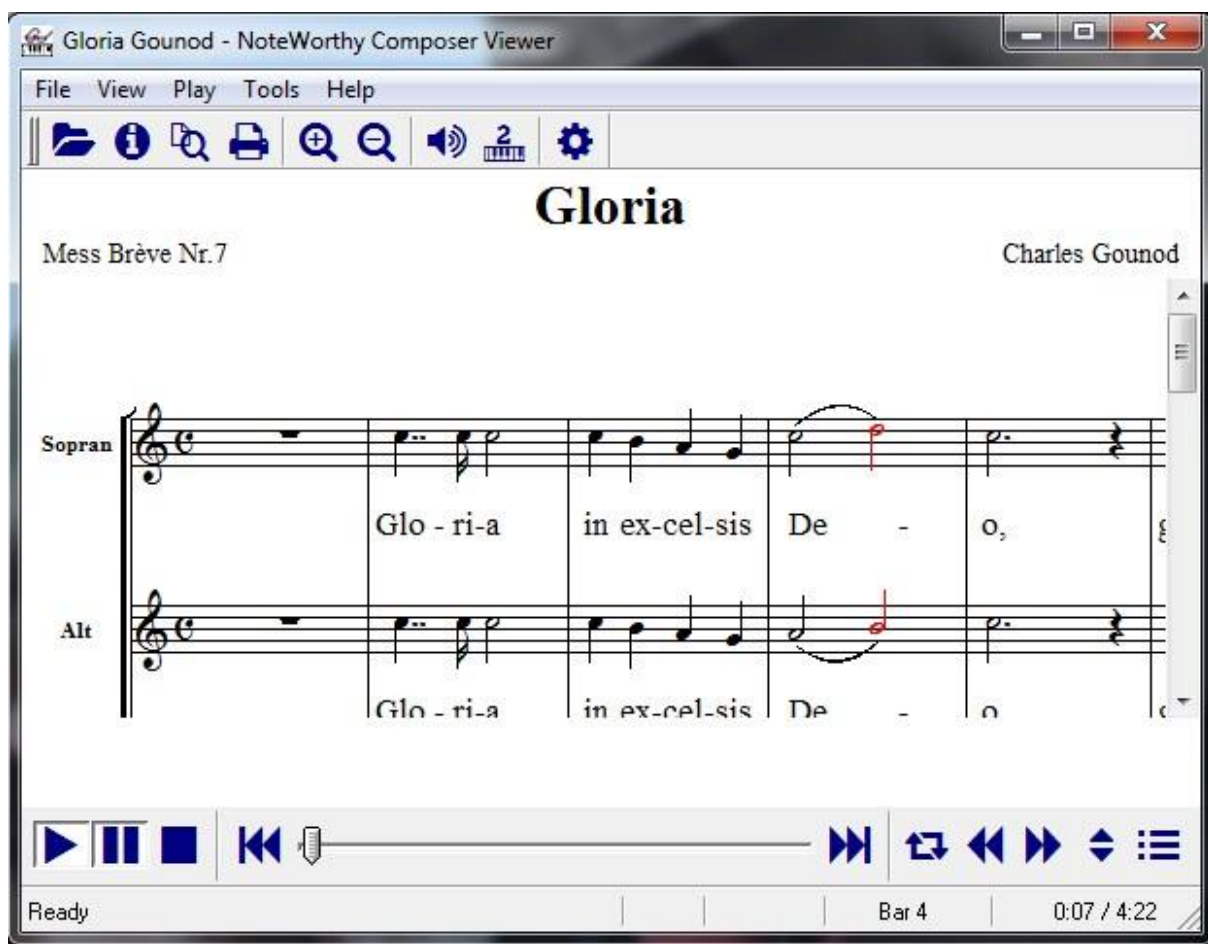 Gloria Gounod - NoteWorthy Composer Viewer
File View Play Tools Help
2
Gloria
Mess Brève Nr.7 Charles Gounod
Sopran
Glo - ri-a in ex-cel-sis De - o, g
Alt
Glo - ri-a in ex-cel-sis De - o
Ready Bar 4 0:07 / 4:22